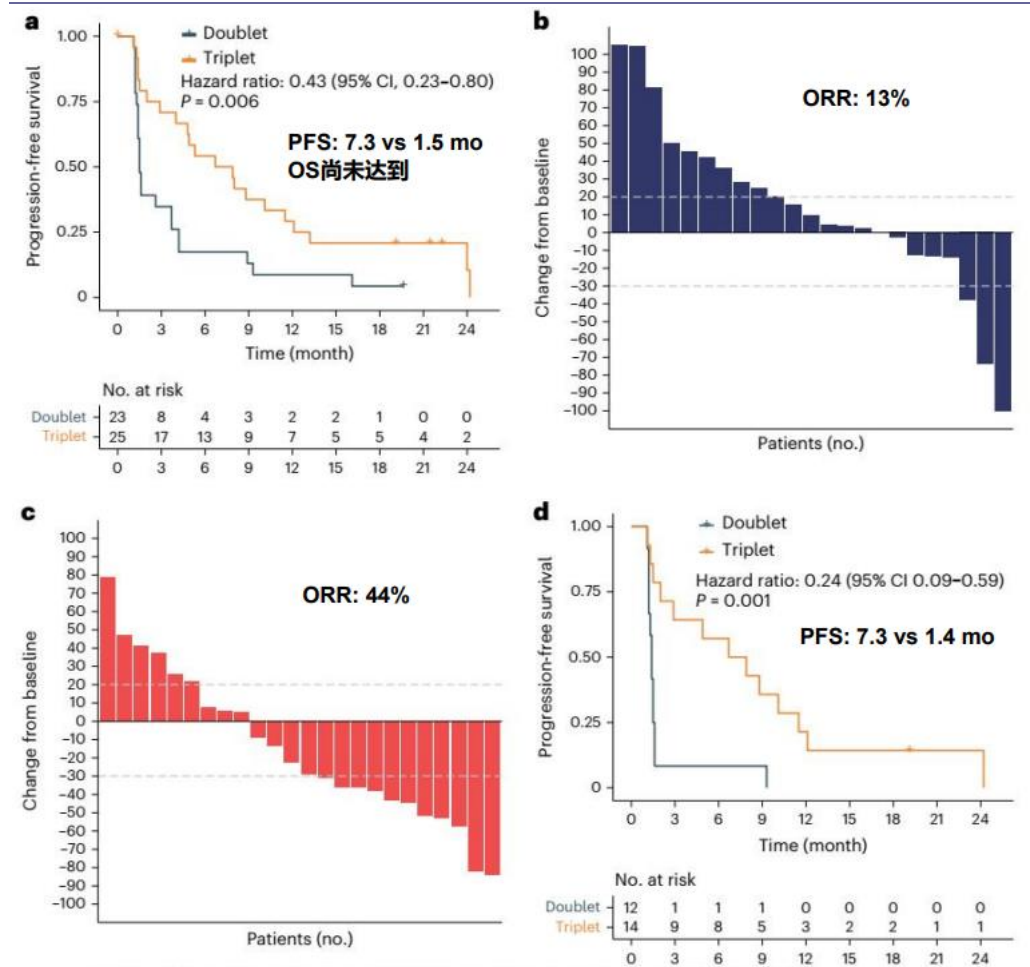 a
Doublet
Triplet
Hazard ratio: 0.43 (95% CI, 0.23–0.80)
P = 0.006
PFS: 7.3 vs 1.5 mo
OS尚未达到
Progression-free survival
1.00
0.75
0.50
0.25
0
0 3 6 9 12 15 18 21 24
Time (month)
No. at risk
Doublet 23 8 4 3 2 2 1 0 0
Triplet 25 17 13 9 7 5 5 4 2
0 3 6 9 12 15 18 21 24
b
ORR: 13%
Change from baseline
100
90
80
70
60
50
40
30
20
10
0
–10
–20
–30
–40
–50
–60
–70
–80
–90
–100
Patients (no.)
c
ORR: 44%
Change from baseline
100
90
80
70
60
50
40
30
20
10
0
–10
–20
–30
–40
–50
–60
–70
–80
–90
–100
Patients (no.)
d
Doublet
Triplet
Hazard ratio: 0.24 (95% CI 0.09–0.59)
P = 0.001
PFS: 7.3 vs 1.4 mo
Progression-free survival
1.00
0.75
0.50
0.25
0
0 3 6 9 12 15 18 21 24
Time (month)
No. at risk
Doublet 12 1 1 1 0 0 0 0 0
Triplet 14 9 8 5 3 2 2 1 1
0 3 6 9 12 15 18 21 24